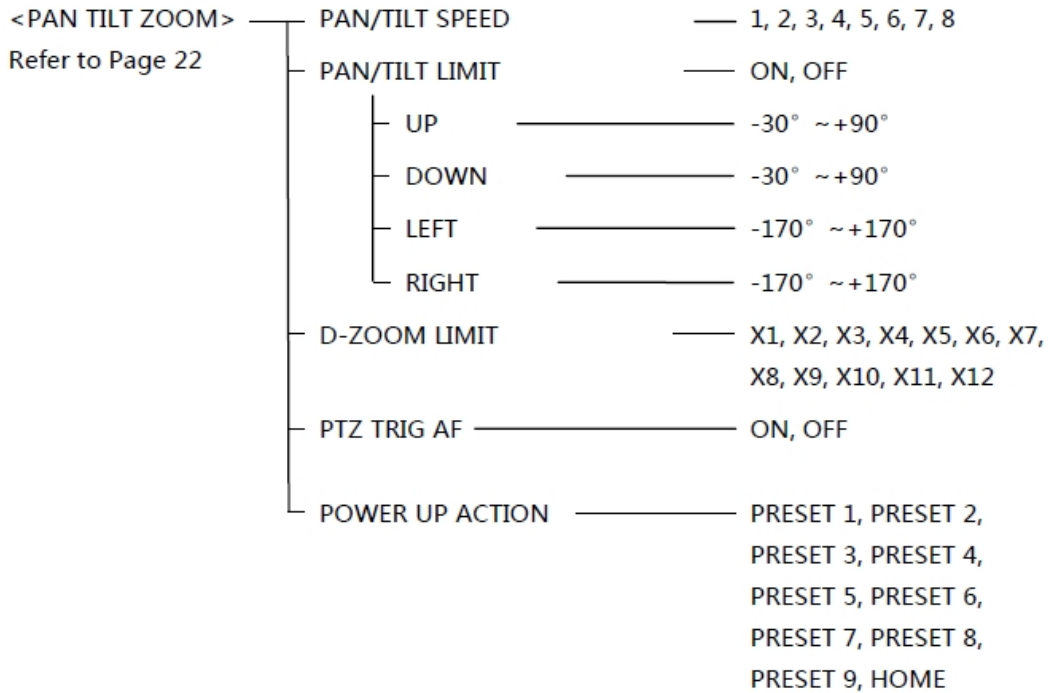 <PAN TILT ZOOM> PAN/TILT SPEED 1, 2, 3, 4, 5, 6, 7, 8
Refer to Page 22
PAN/TILT LIMIT ON, OFF
UP -30° ~+90°
DOWN -30° ~+90°
LEFT -170° ~+170°
RIGHT -170° ~+170°
D-ZOOM LIMIT X1, X2, X3, X4, X5, X6, X7,
X8, X9, X10, X11, X12
PTZ TRIG AF ON, OFF
POWER UP ACTION PRESET 1, PRESET 2,
PRESET 3, PRESET 4,
PRESET 5, PRESET 6,
PRESET 7, PRESET 8,
PRESET 9, HOME